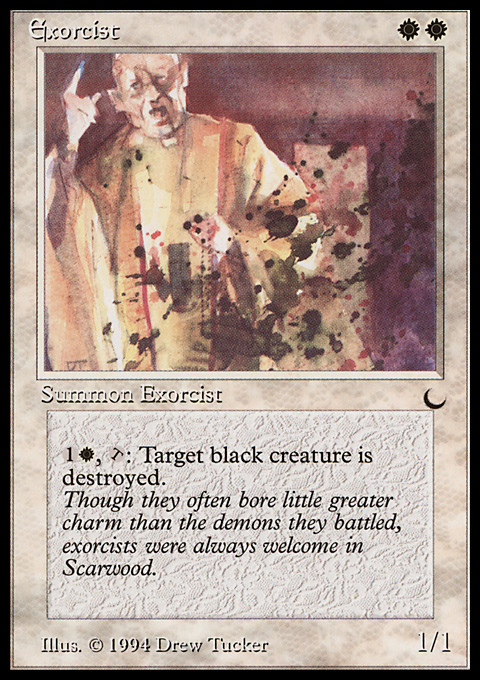 Exorcist
Summon Exorcist
1, : Target black creature is
destroyed.
Though they often bore little greater
charm than the demons they battled,
exorcists were always welcome in
Scarwood.
Illus. © 1994 Drew Tucker
1/1